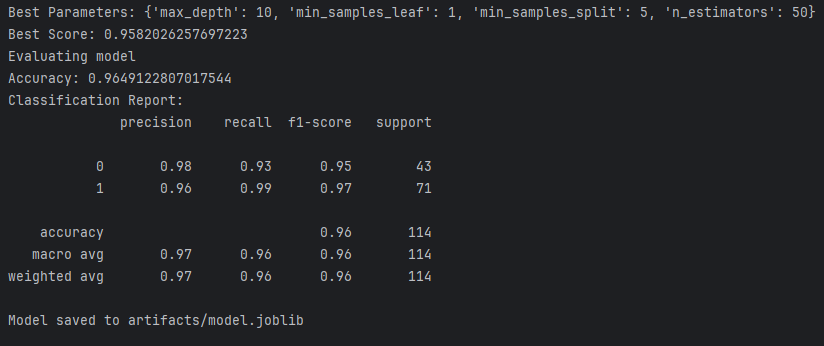 Best Parameters: {'max_depth': 10, 'min_samples_leaf': 1, 'min_samples_split': 5, 'n_estimators': 50}
Best Score: 0.9582026257697223
Evaluating model
Accuracy: 0.9649122807017544
Classification Report:
              precision    recall  f1-score   support

           0       0.98      0.93      0.95        43
           1       0.96      0.99      0.97        71

    accuracy                           0.96       114
   macro avg       0.97      0.96      0.96       114
weighted avg       0.97      0.96      0.96       114

Model saved to artifacts/model.joblib